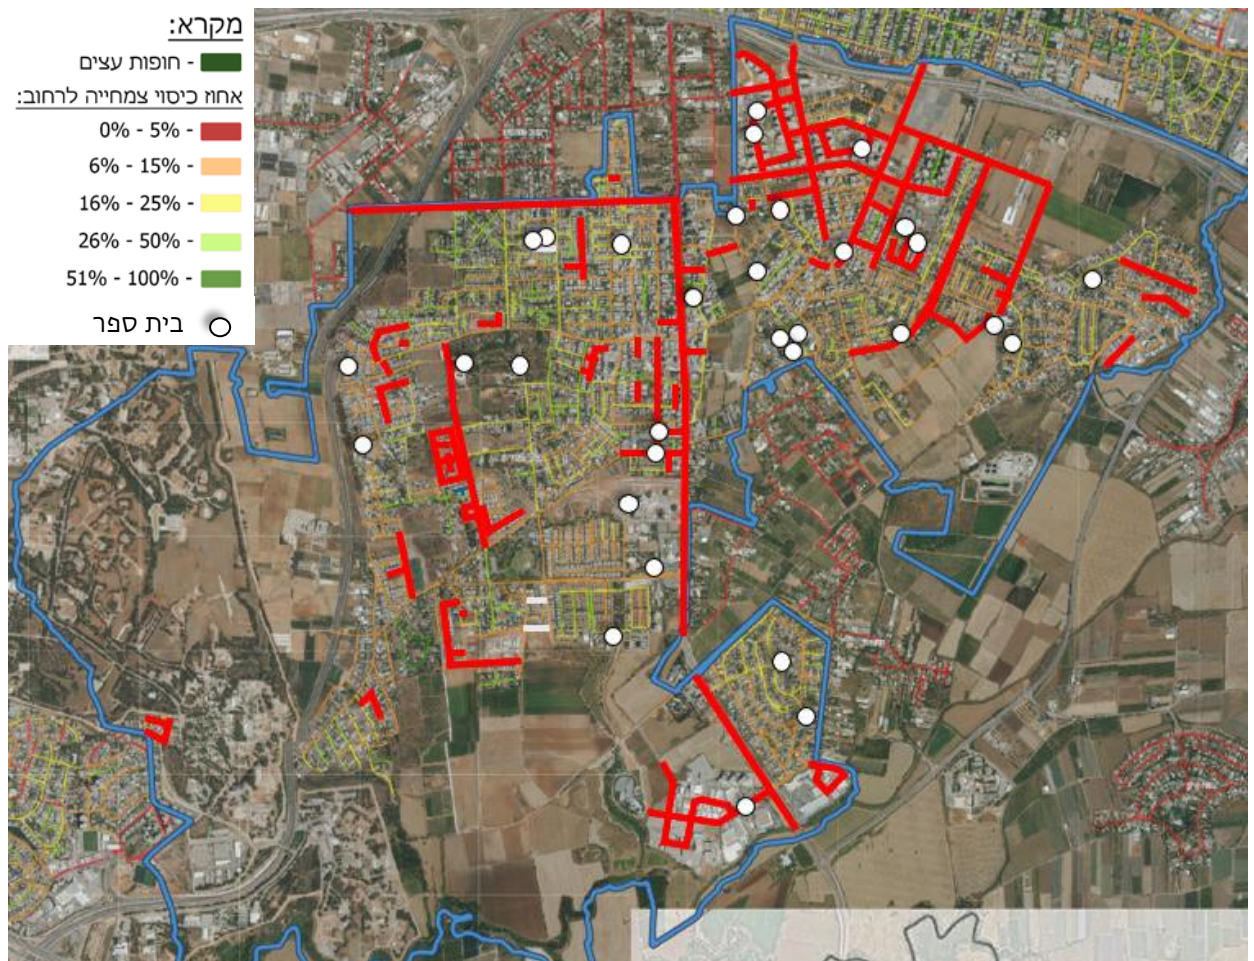 מקרא:
- חופות עצים
אחוז כיסוי צמחייה לרחוב:
0% - 5% -
6% - 15% -
16% - 25% -
26% - 50% -
51% - 100% -
בית ספר